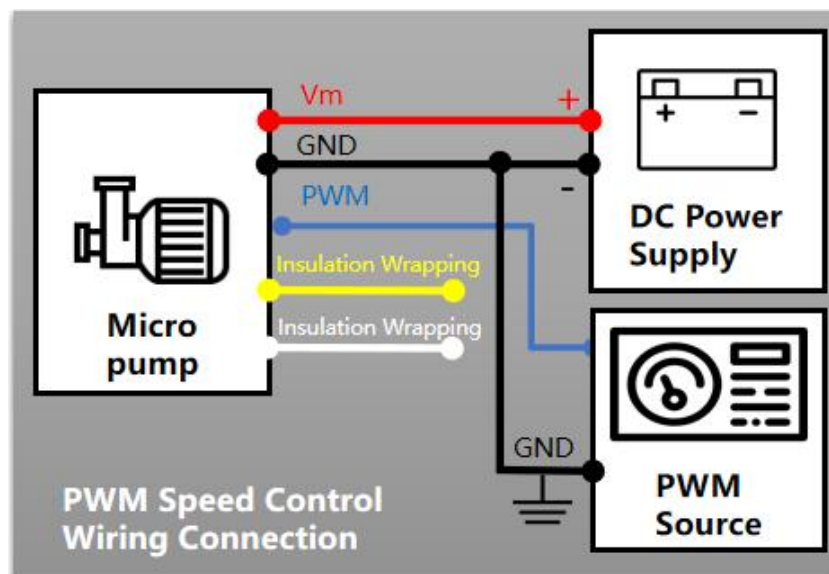 Vm
+
GND
-
PWM
+ -
DC Power
Supply
Insulation Wrapping
Insulation Wrapping
Micro
pump
GND
PWM
Source
PWM Speed Control
Wiring Connection